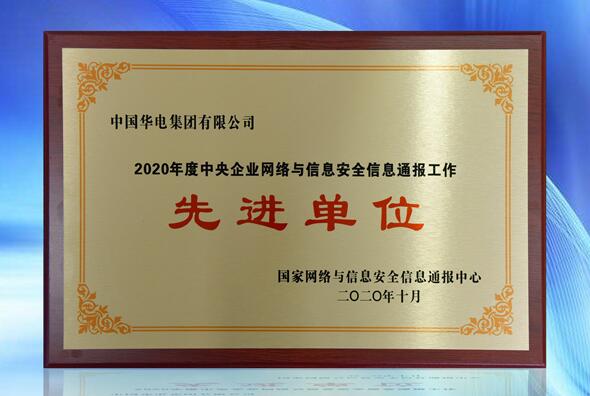 中国华电集团有限公司
2020年度中央企业网络与信息安全信息通报工作
先进单位
国家网络与信息安全信息通报中心
二〇二〇年十月